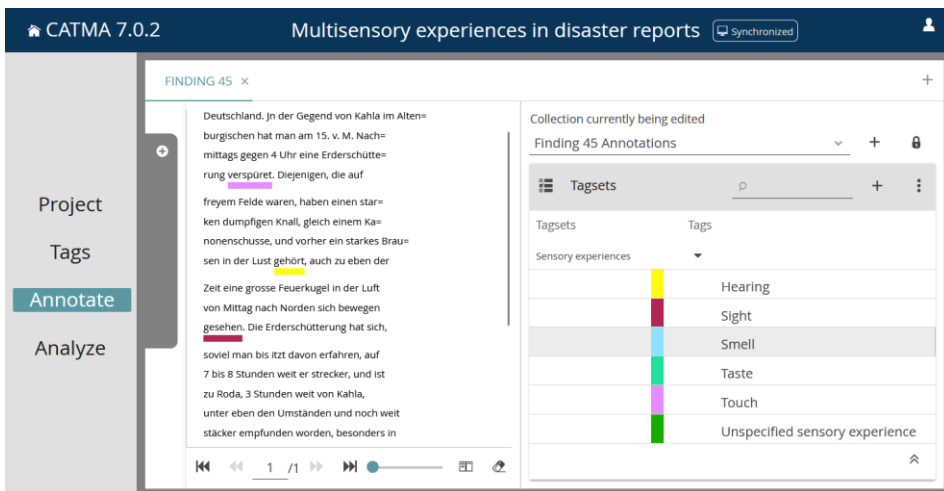 CATMA 7.0.2
Multisensory experiences in disaster reports
Synchronized
Project
Tags
Annotate
Analyze
FINDING 45 ×
Deutschland. Jn der Gegend von Kahla im Alten=
burgischen hat man am 15. v. M. Nach=
mittags gegen 4 Uhr eine Erderschütte=
rung verspüret. Diejenigen, die auf
freyem Felde waren, haben einen star=
ken dumpfigen Knall, gleich einem Ka=
nonenschusse, und vorher ein starkes Brau=
sen in der Lust gehört, auch zu eben der
Zeit eine grosse Feuerkugel in der Luft
von Mittag nach Norden sich bewegen
gesehen. Die Erderschütterung hat sich,
soviel man bis itzt davon erfahren, auf
7 bis 8 Stunden weit er strecker, und ist
zu Roda, 3 Stunden weit von Kahla,
unter eben den Umständen und noch weit
stäcker empfunden worden, besonders in
1 /1
Collection currently being edited
Finding 45 Annotations
Tagsets
Tagsets Tags
Sensory experiences
Hearing
Sight
Smell
Taste
Touch
Unspecified sensory experience